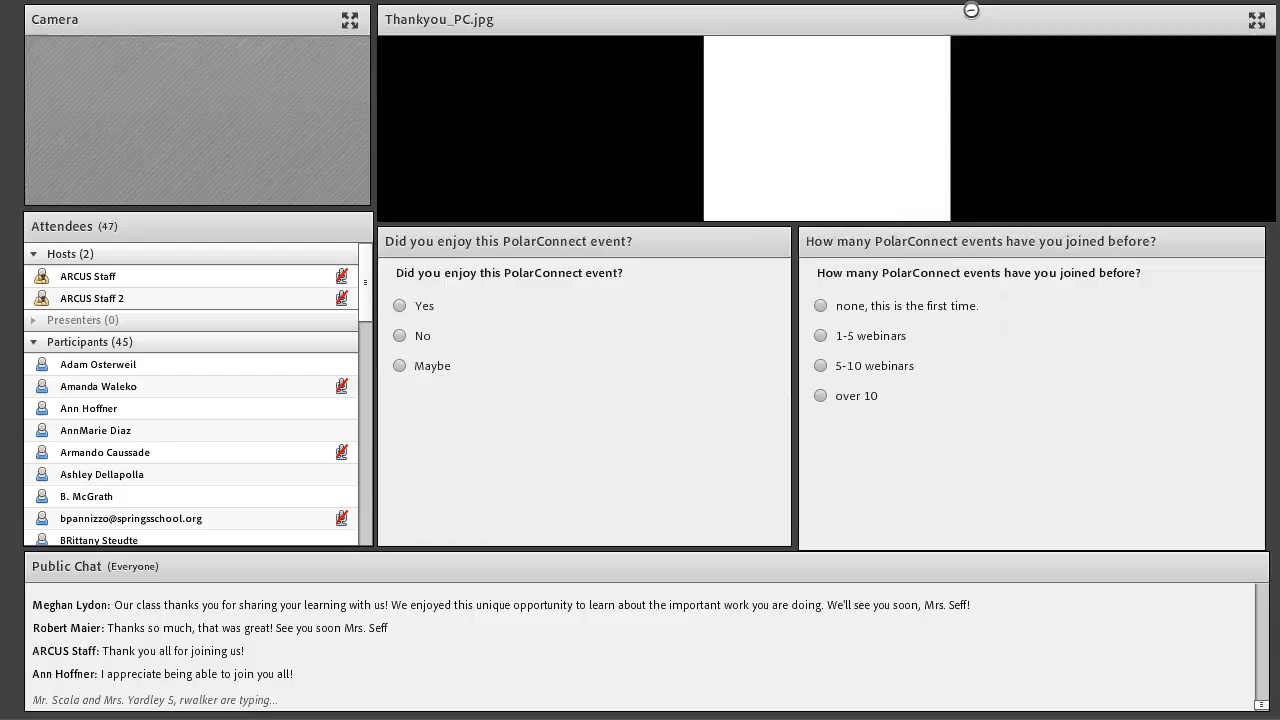 Camera
Thankyou_PC.jpg
Attendees (47)
Hosts (2)
ARCUS Staff
ARCUS Staff 2
Presenters (0)
Participants (45)
Adam Osterweil
Amanda Waleko
Ann Hoffner
AnnMarie Diaz
Armando Caussade
Ashley Dellapolla
B. McGrath
bpannizzo@springsschool.org
BRittany Steudte
Did you enjoy this PolarConnect event?
Did you enjoy this PolarConnect event?
Yes
No
Maybe
How many PolarConnect events have you joined before?
How many PolarConnect events have you joined before?
none, this is the first time.
1-5 webinars
5-10 webinars
over 10
Public Chat (Everyone)
Meghan Lydon: Our class thanks you for sharing your learning with us! We enjoyed this unique opportunity to learn about the important work you are doing. We'll see you soon, Mrs. Seff!
Robert Maier: Thanks so much, that was great! See you soon Mrs. Seff
ARCUS Staff: Thank you all for joining us!
Ann Hoffner: I appreciate being able to join you all!
Mr. Scala and Mrs. Yardley 5, rwalker are typing...